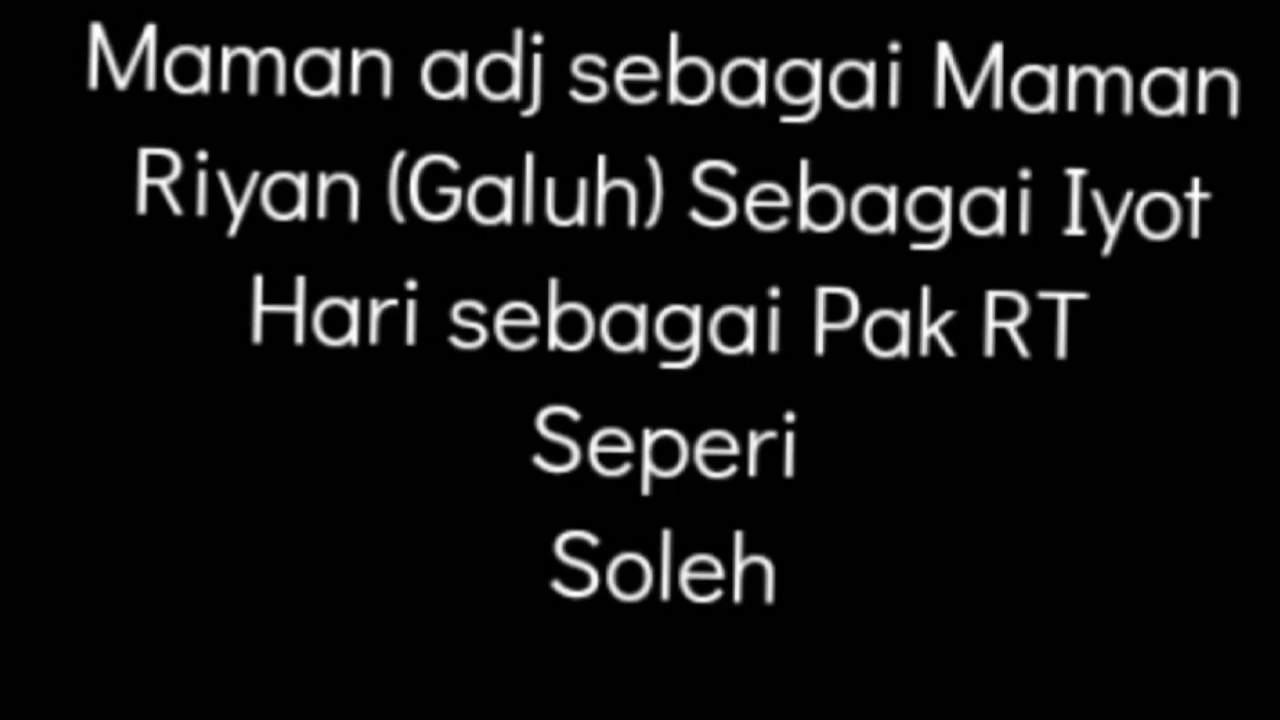 Maman adj sebagai Maman
Riyan (Galuh) Sebagai Iyot
Hari sebagai Pak RT
Seperi
Soleh